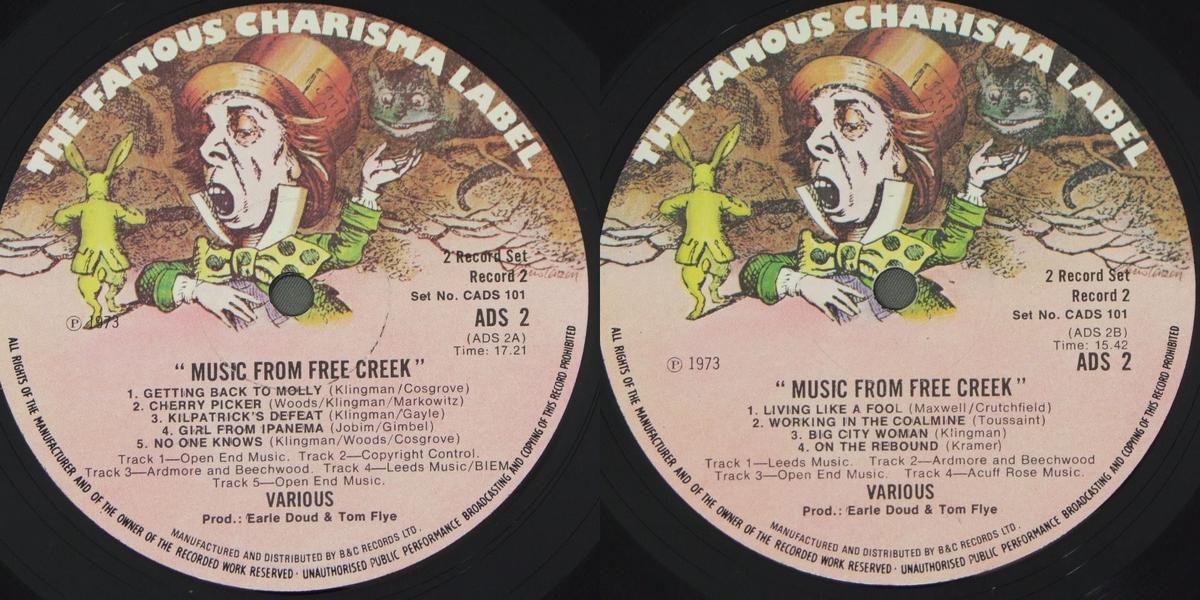 THE FAMOUS CHARISMA LABEL
2 Record Set
Record 2
Set No. CADS 101
ADS 2
(ADS 2A)
Time: 17.21
℗ 1973
"MUSIC FROM FREE CREEK"
1. GETTING BACK TO MOLLY (Klingman/Cosgrove)
2. CHERRY PICKER (Woods/Klingman/Markowitz)
3. KILPATRICK'S DEFEAT (Klingman/Gayle)
4. GIRL FROM IPANEMA (Jobim/Gimbel)
5. NO ONE KNOWS (Klingman/Woods/Cosgrove)
Track 1—Open End Music. Track 2—Copyright Control.
Track 3—Ardmore and Beechwood. Track 4—Leeds Music/BIEM
Track 5—Open End Music.
VARIOUS
Prod.: Earle Doud & Tom Flye
MANUFACTURED AND DISTRIBUTED BY B&C RECORDS LTD.
ALL RIGHTS OF THE MANUFACTURER AND OF THE OWNER OF THE RECORDED WORK RESERVED · UNAUTHORISED PUBLIC PERFORMANCE BROADCASTING AND COPYING OF THIS RECORD PROHIBITED
THE FAMOUS CHARISMA LABEL
2 Record Set
Record 2
Set No. CADS 101
(ADS 2B)
Time: 15.42
ADS 2
℗ 1973
"MUSIC FROM FREE CREEK"
1. LIVING LIKE A FOOL (Maxwell/Crutchfield)
2. WORKING IN THE COALMINE (Toussaint)
3. BIG CITY WOMAN (Klingman)
4. ON THE REBOUND (Kramer)
Track 1—Leeds Music. Track 2—Ardmore and Beechwood
Track 3—Open End Music. Track 4—Acuff Rose Music.
VARIOUS
Prod.: Earle Doud & Tom Flye
MANUFACTURED AND DISTRIBUTED BY B&C RECORDS LTD.
ALL RIGHTS OF THE MANUFACTURER AND OF THE OWNER OF THE RECORDED WORK RESERVED · UNAUTHORISED PUBLIC PERFORMANCE BROADCASTING AND COPYING OF THIS RECORD PROHIBITED